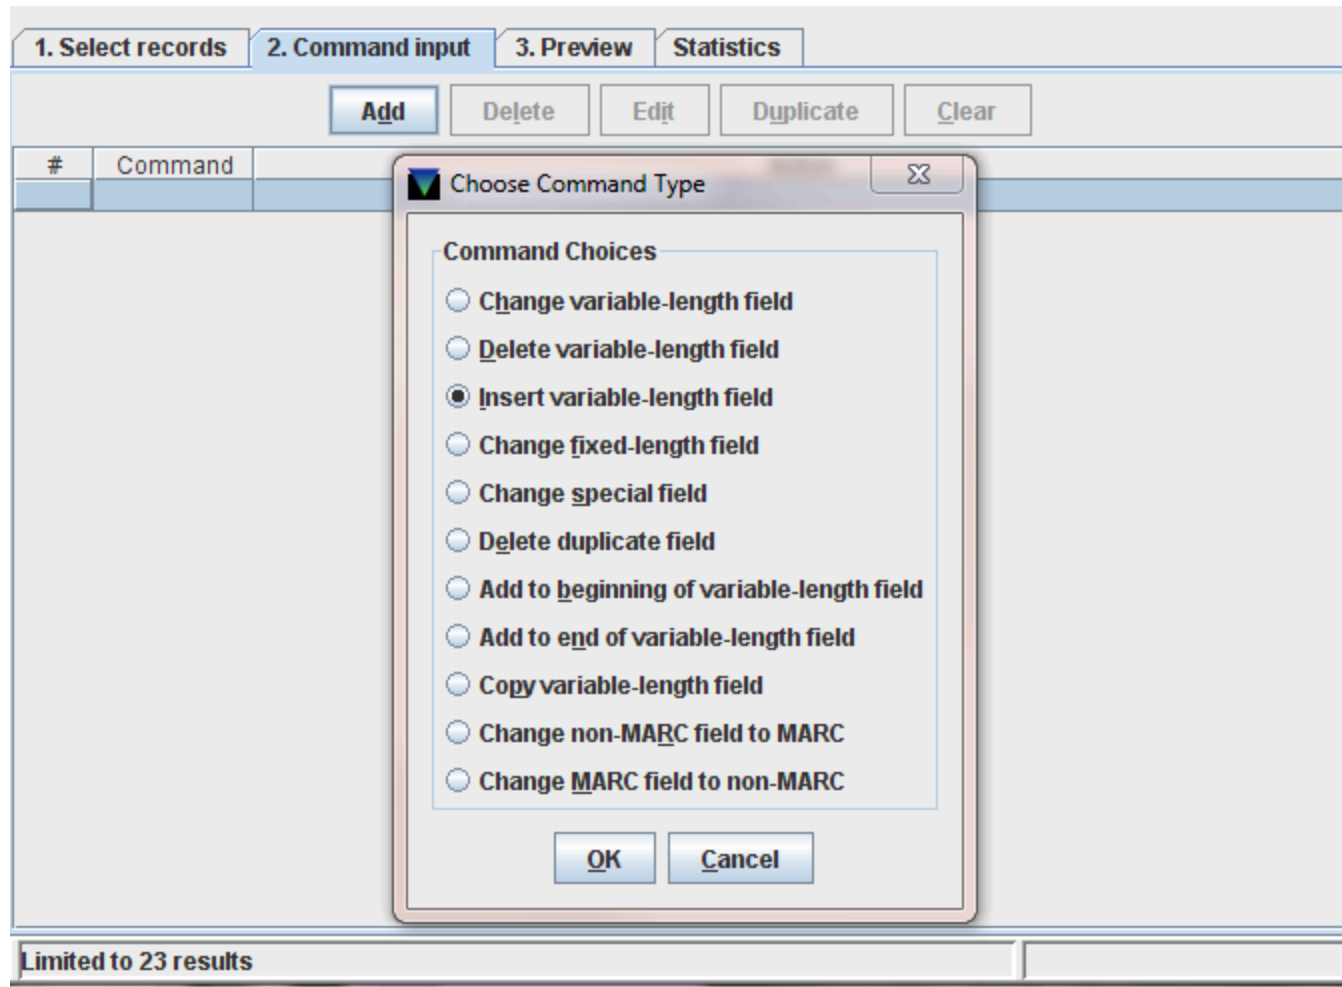 1. Select records 2. Command input 3. Preview Statistics
Add Delete Edit Duplicate Clear
# Command
Choose Command Type
Command Choices
Change variable-length field
Delete variable-length field
Insert variable-length field
Change fixed-length field
Change special field
Delete duplicate field
Add to beginning of variable-length field
Add to end of variable-length field
Copy variable-length field
Change non-MARC field to MARC
Change MARC field to non-MARC
OK Cancel
Limited to 23 results